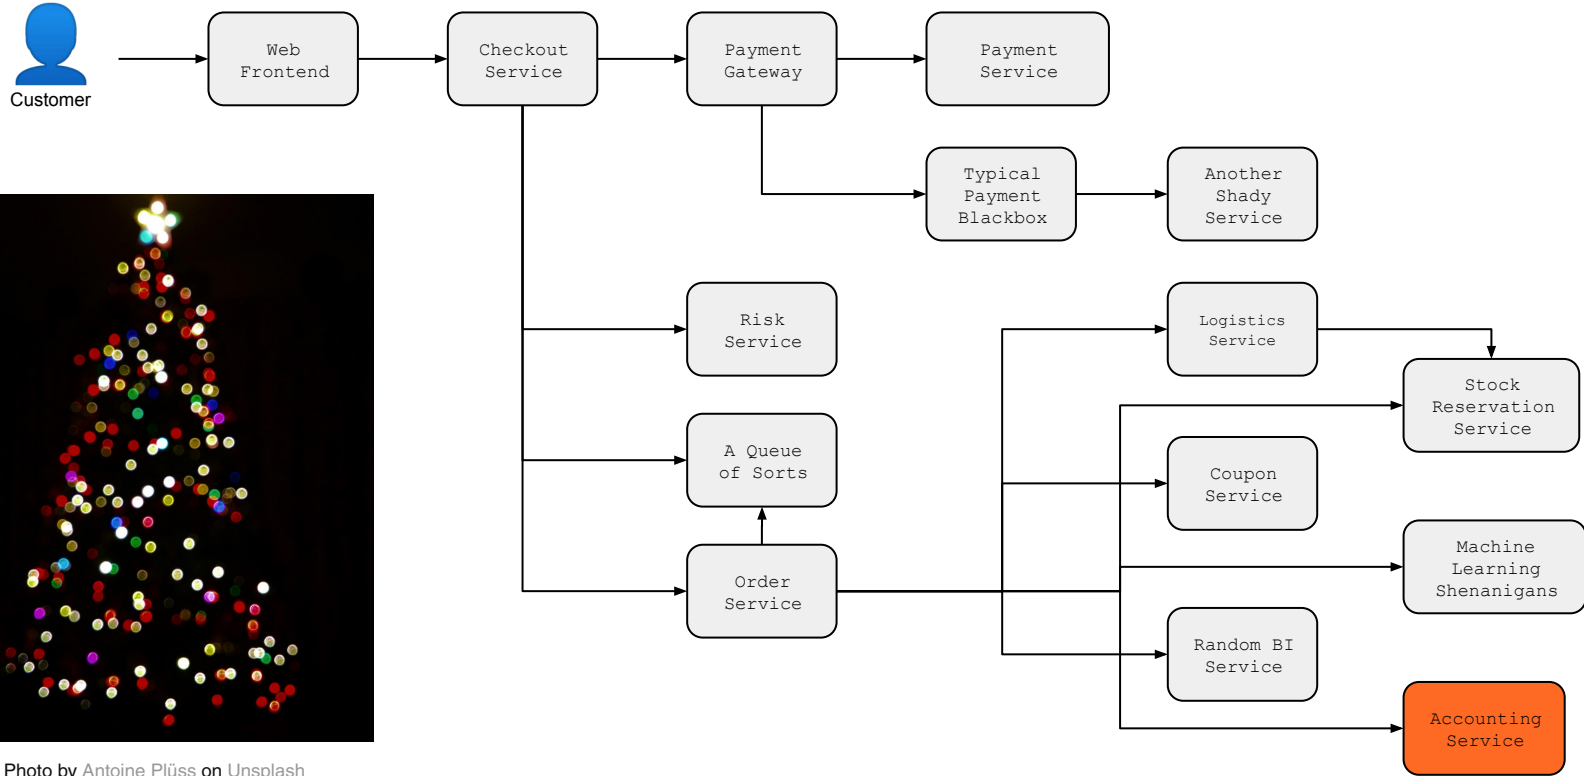 Customer
Web
Frontend
Checkout
Service
Payment
Gateway
Payment
Service
Typical
Payment
Blackbox
Another
Shady
Service
Risk
Service
Logistics
Service
Stock
Reservation
Service
A Queue
of Sorts
Coupon
Service
Order
Service
Machine
Learning
Shenanigans
Random BI
Service
Accounting
Service
Photo by Antoine Plüss on Unsplash